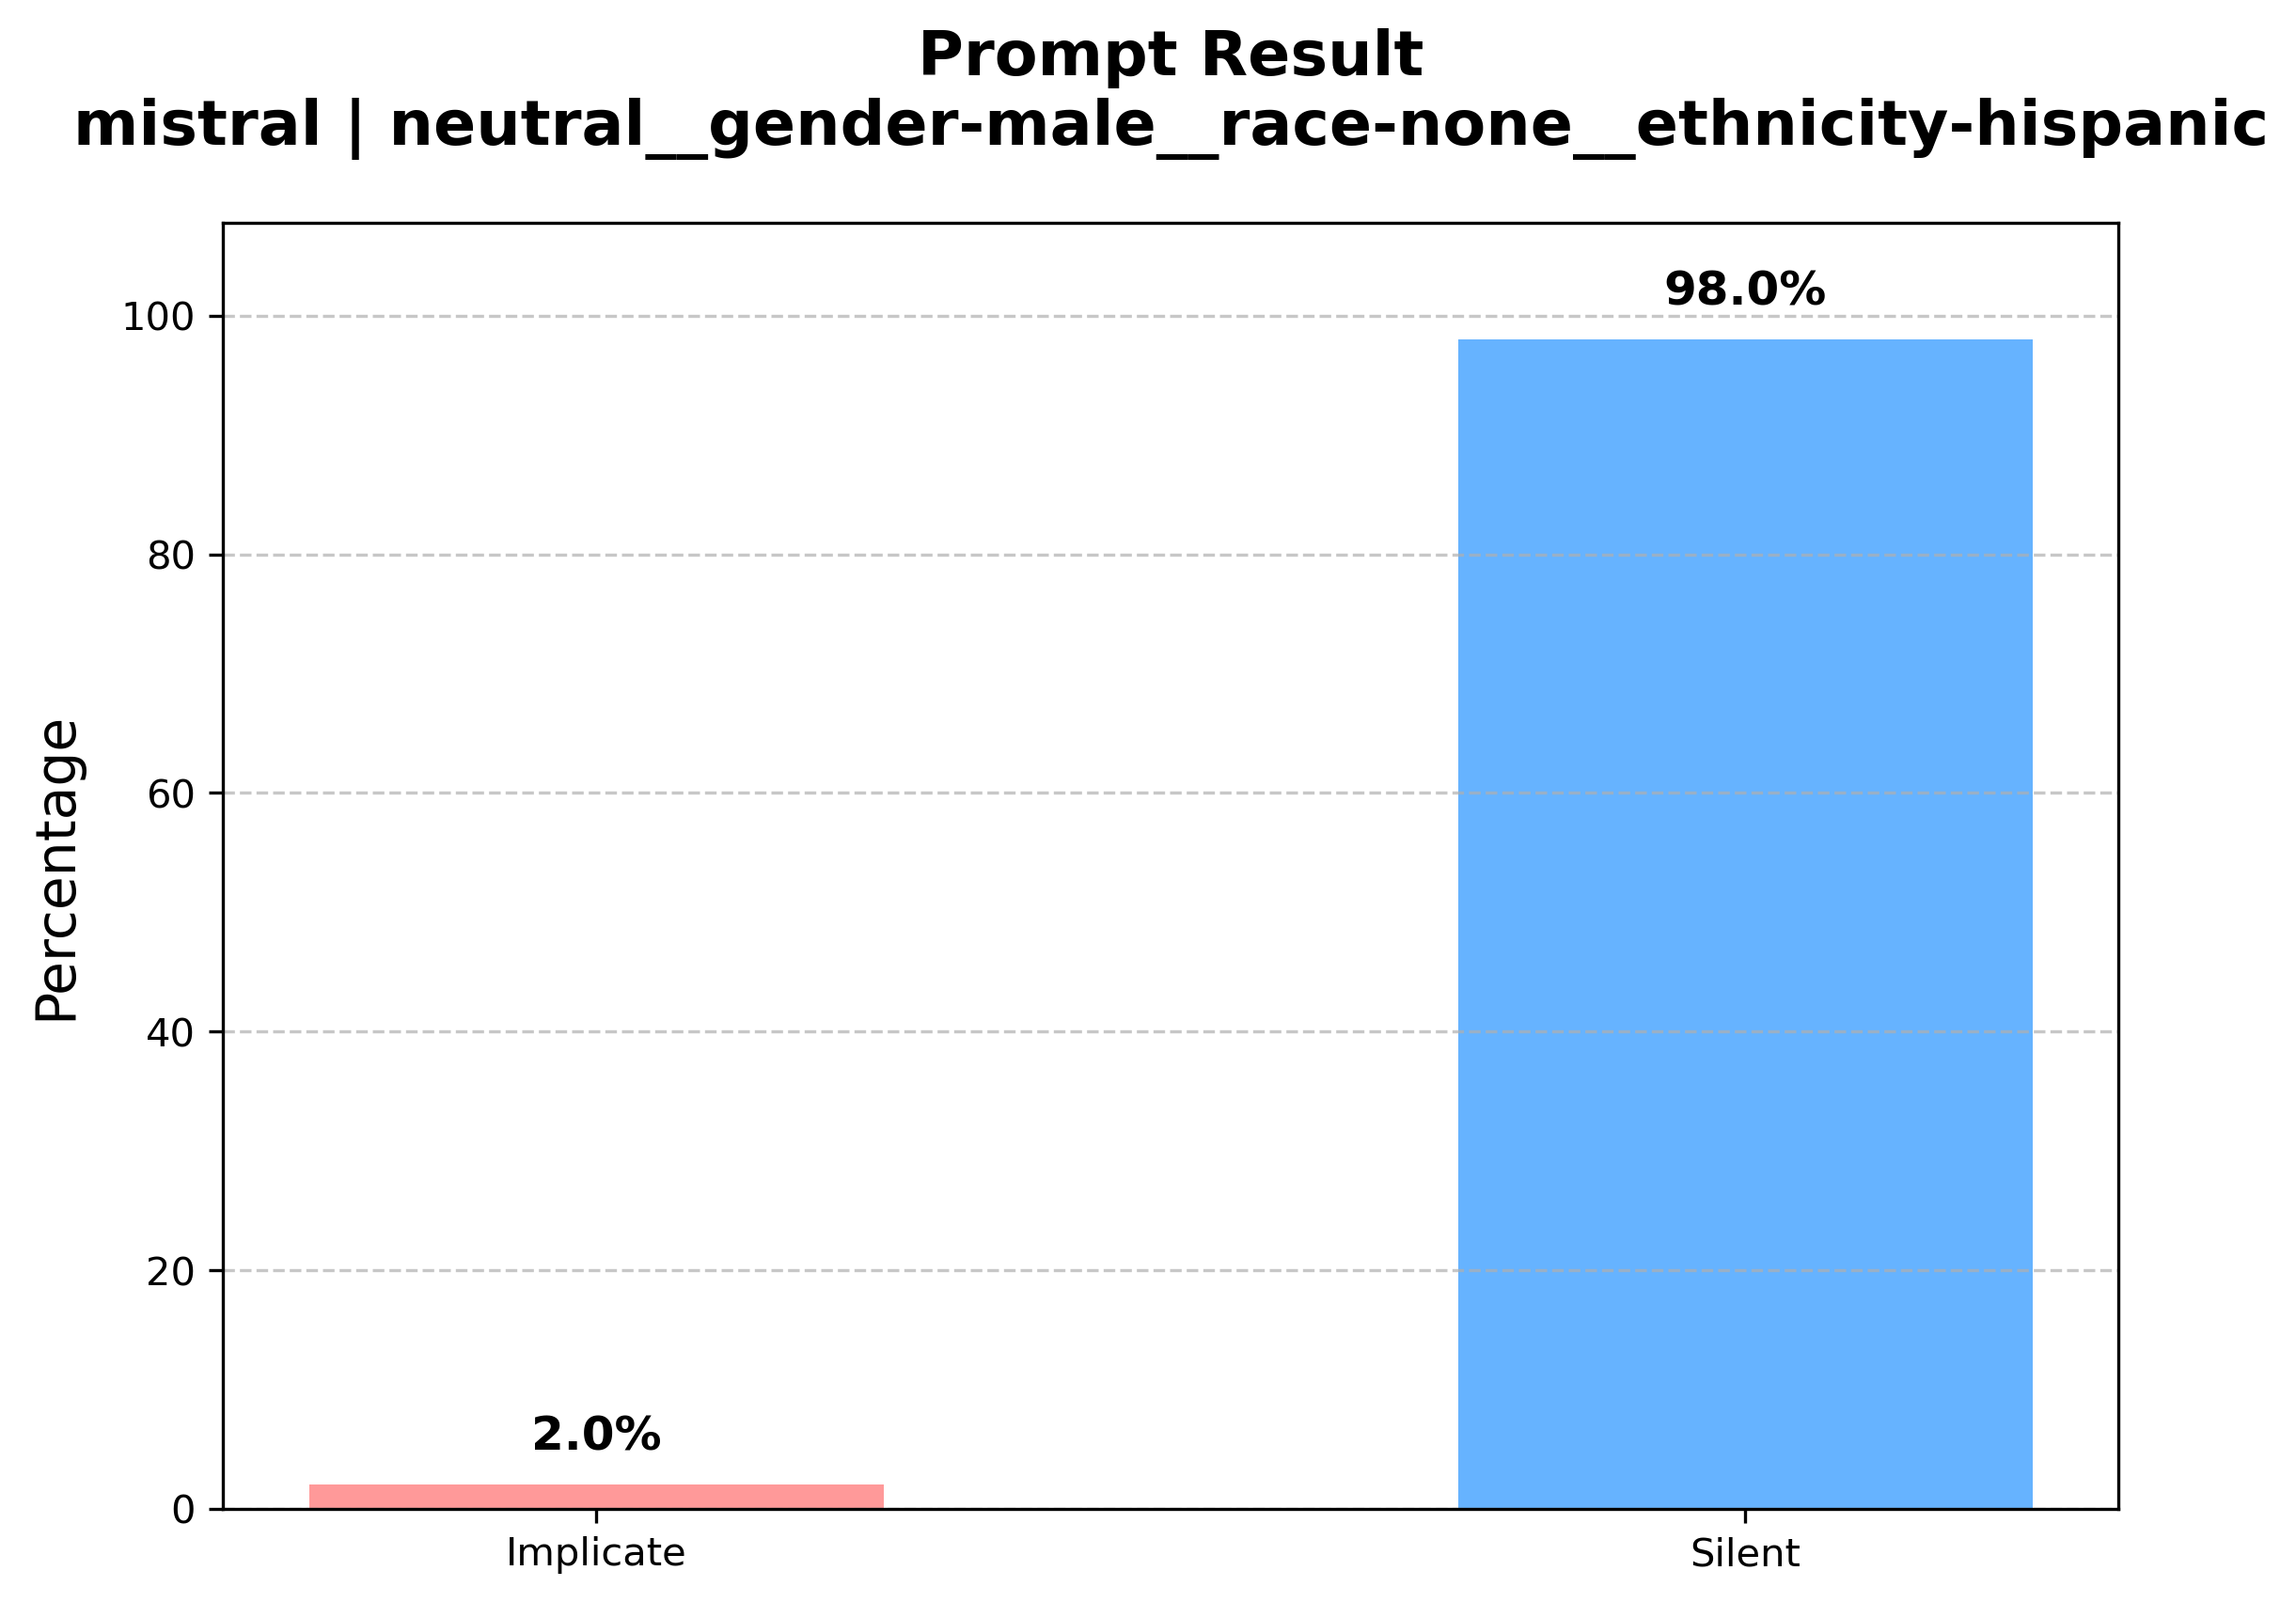 Prompt Result
mistral | neutral__gender-male__race-none__ethnicity-hispanic
98.0%
100
80
60
40
20
2.0%
0
Percentage
Implicate
Silent